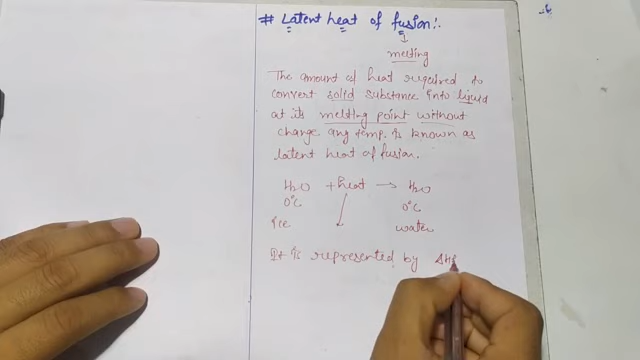 # Latent heat of fusion:.
melting
The amount of heat required to
convert solid substance into liquid
at its melting point without
change any temp. is known as
latent heat of fusion.
H₂O + heat → H₂O
0°C 0°C
ice water
It is represented by ΔH